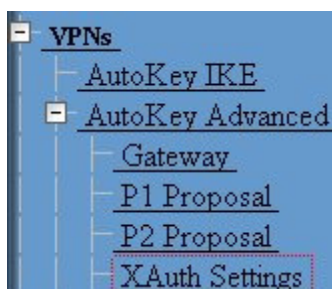 VPNs
AutoKey IKE
AutoKey Advanced
Gateway
P1 Proposal
P2 Proposal
XAuth Settings